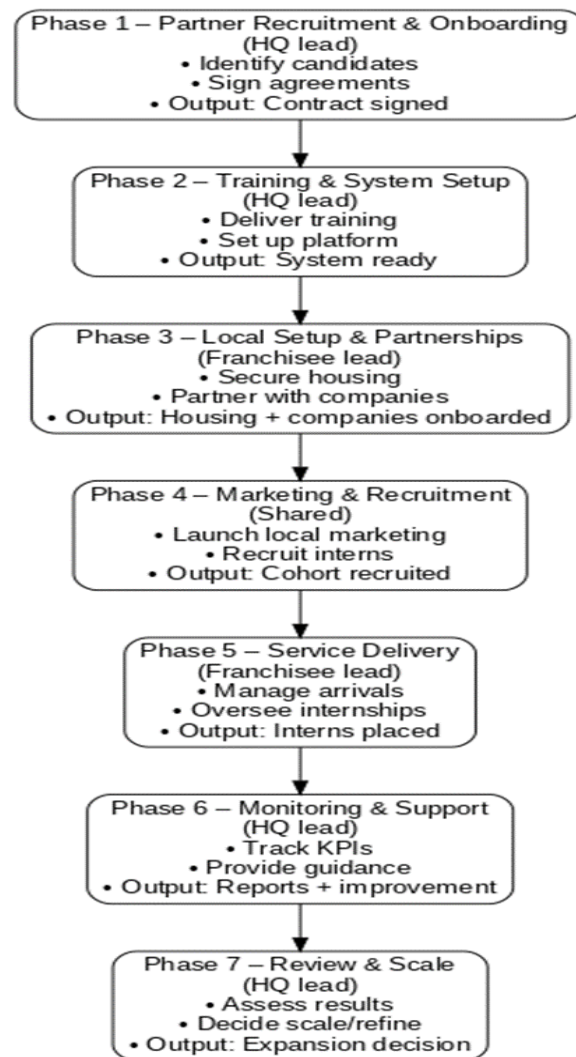 Phase 1 – Partner Recruitment & Onboarding
(HQ lead)
• Identify candidates
• Sign agreements
• Output: Contract signed
Phase 2 – Training & System Setup
(HQ lead)
• Deliver training
• Set up platform
• Output: System ready
Phase 3 – Local Setup & Partnerships
(Franchisee lead)
• Secure housing
• Partner with companies
• Output: Housing + companies onboarded
Phase 4 – Marketing & Recruitment
(Shared)
• Launch local marketing
• Recruit interns
• Output: Cohort recruited
Phase 5 – Service Delivery
(Franchisee lead)
• Manage arrivals
• Oversee internships
• Output: Interns placed
Phase 6 – Monitoring & Support
(HQ lead)
• Track KPIs
• Provide guidance
• Output: Reports + improvement
Phase 7 – Review & Scale
(HQ lead)
• Assess results
• Decide scale/refine
• Output: Expansion decision